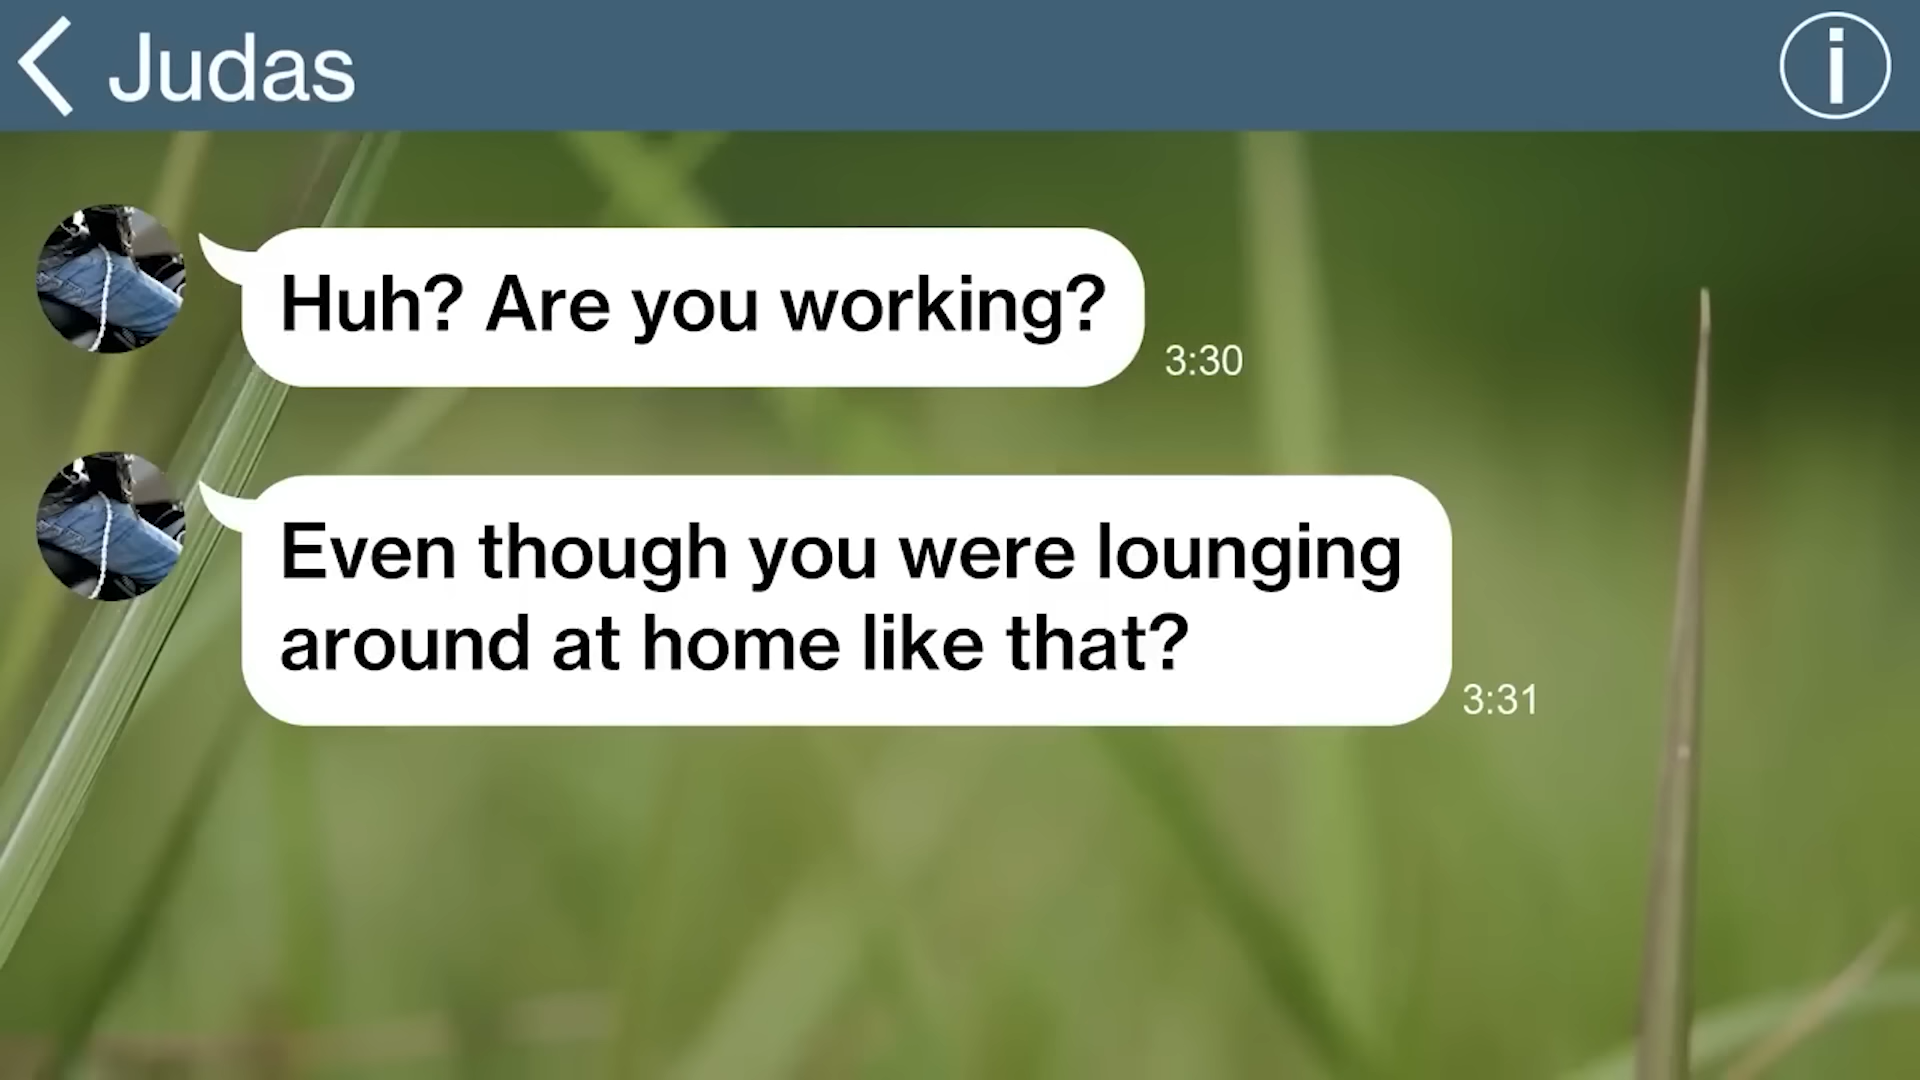 Judas
Huh? Are you working?
3:30
Even though you were lounging
around at home like that?
3:31